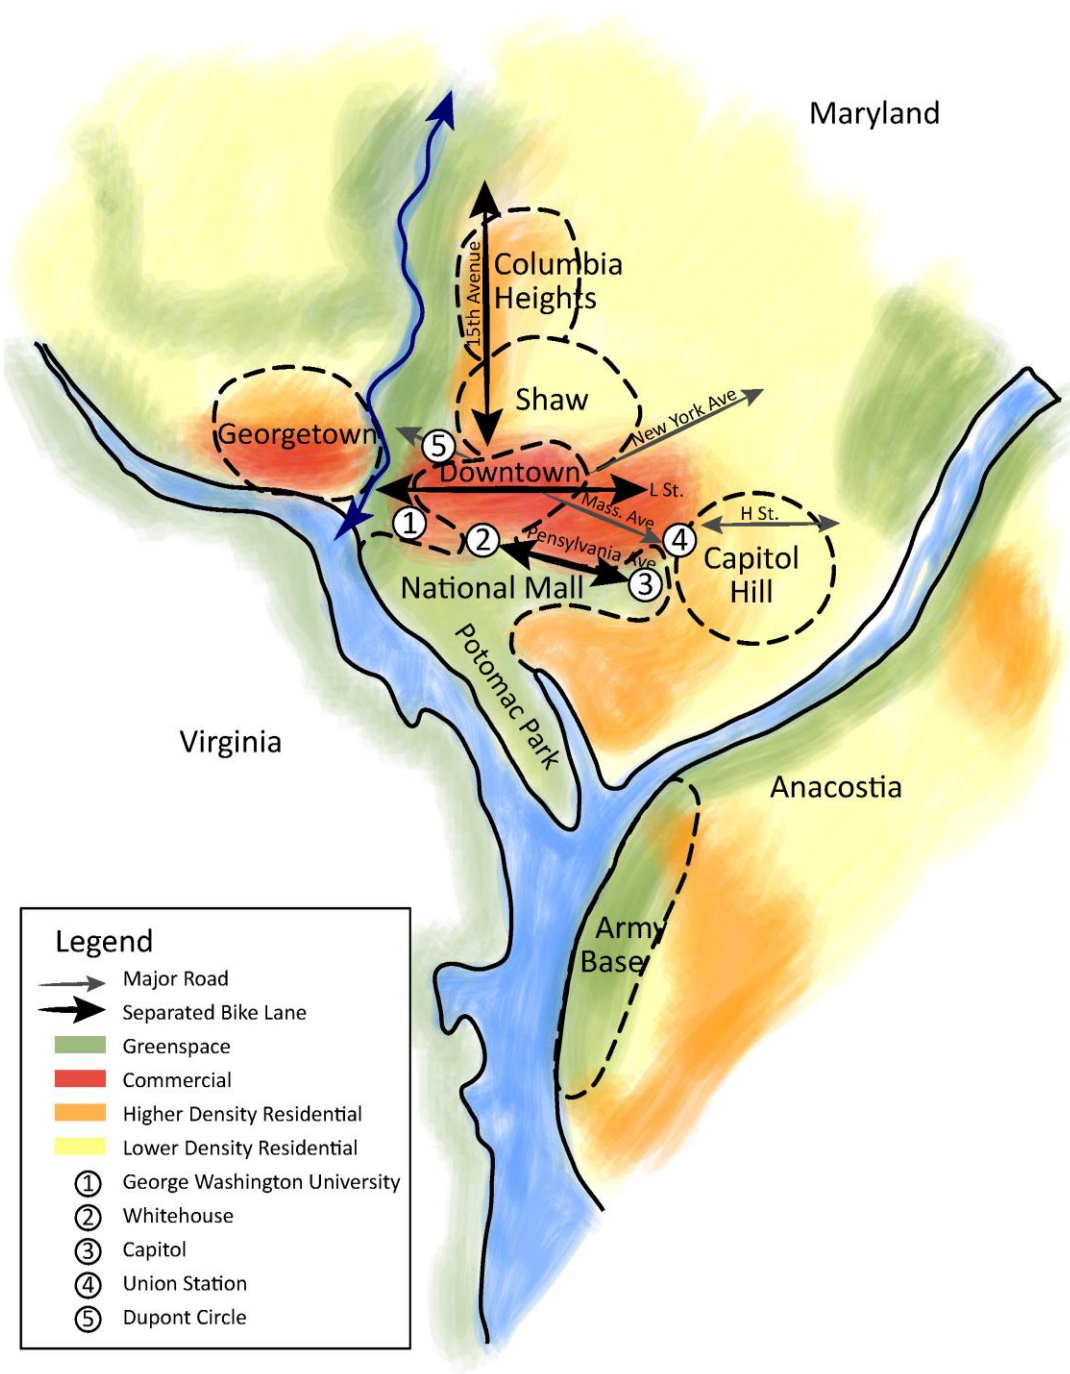 Maryland
15th Avenue
Columbia
Heights
Shaw
New York Ave
Georgetown
5
Downtown
L St.
Mass. Ave
H St.
1
2
4
Pensylvania Ave
Capitol
Hill
3
National Mall
Potomac Park
Virginia
Anacostia
Army
Base
Legend
Major Road
Separated Bike Lane
Greenspace
Commercial
Higher Density Residential
Lower Density Residential
1 George Washington University
2 Whitehouse
3 Capitol
4 Union Station
5 Dupont Circle